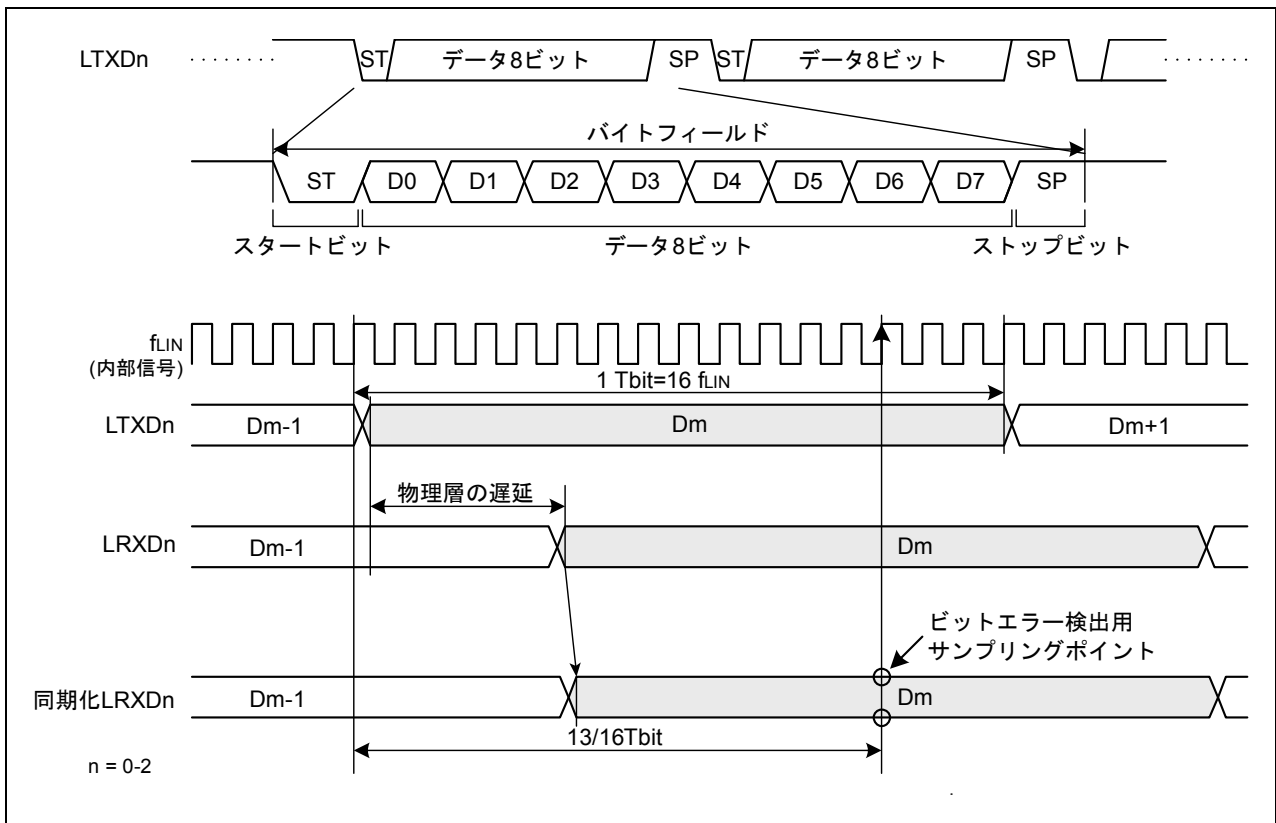 LTXDn ········ ST データ8ビット SP ST データ8ビット SP ········
バイトフィールド
ST D0 D1 D2 D3 D4 D5 D6 D7 SP
スタートビット データ8ビット ストップビット
fLIN
(内部信号)
1 Tbit=16 fLIN
LTXDn Dm-1 Dm Dm+1
物理層の遅延
LRXDn Dm-1 Dm
ビットエラー検出用
サンプリングポイント
同期化LRXDn Dm-1 Dm
13/16Tbit
n = 0-2